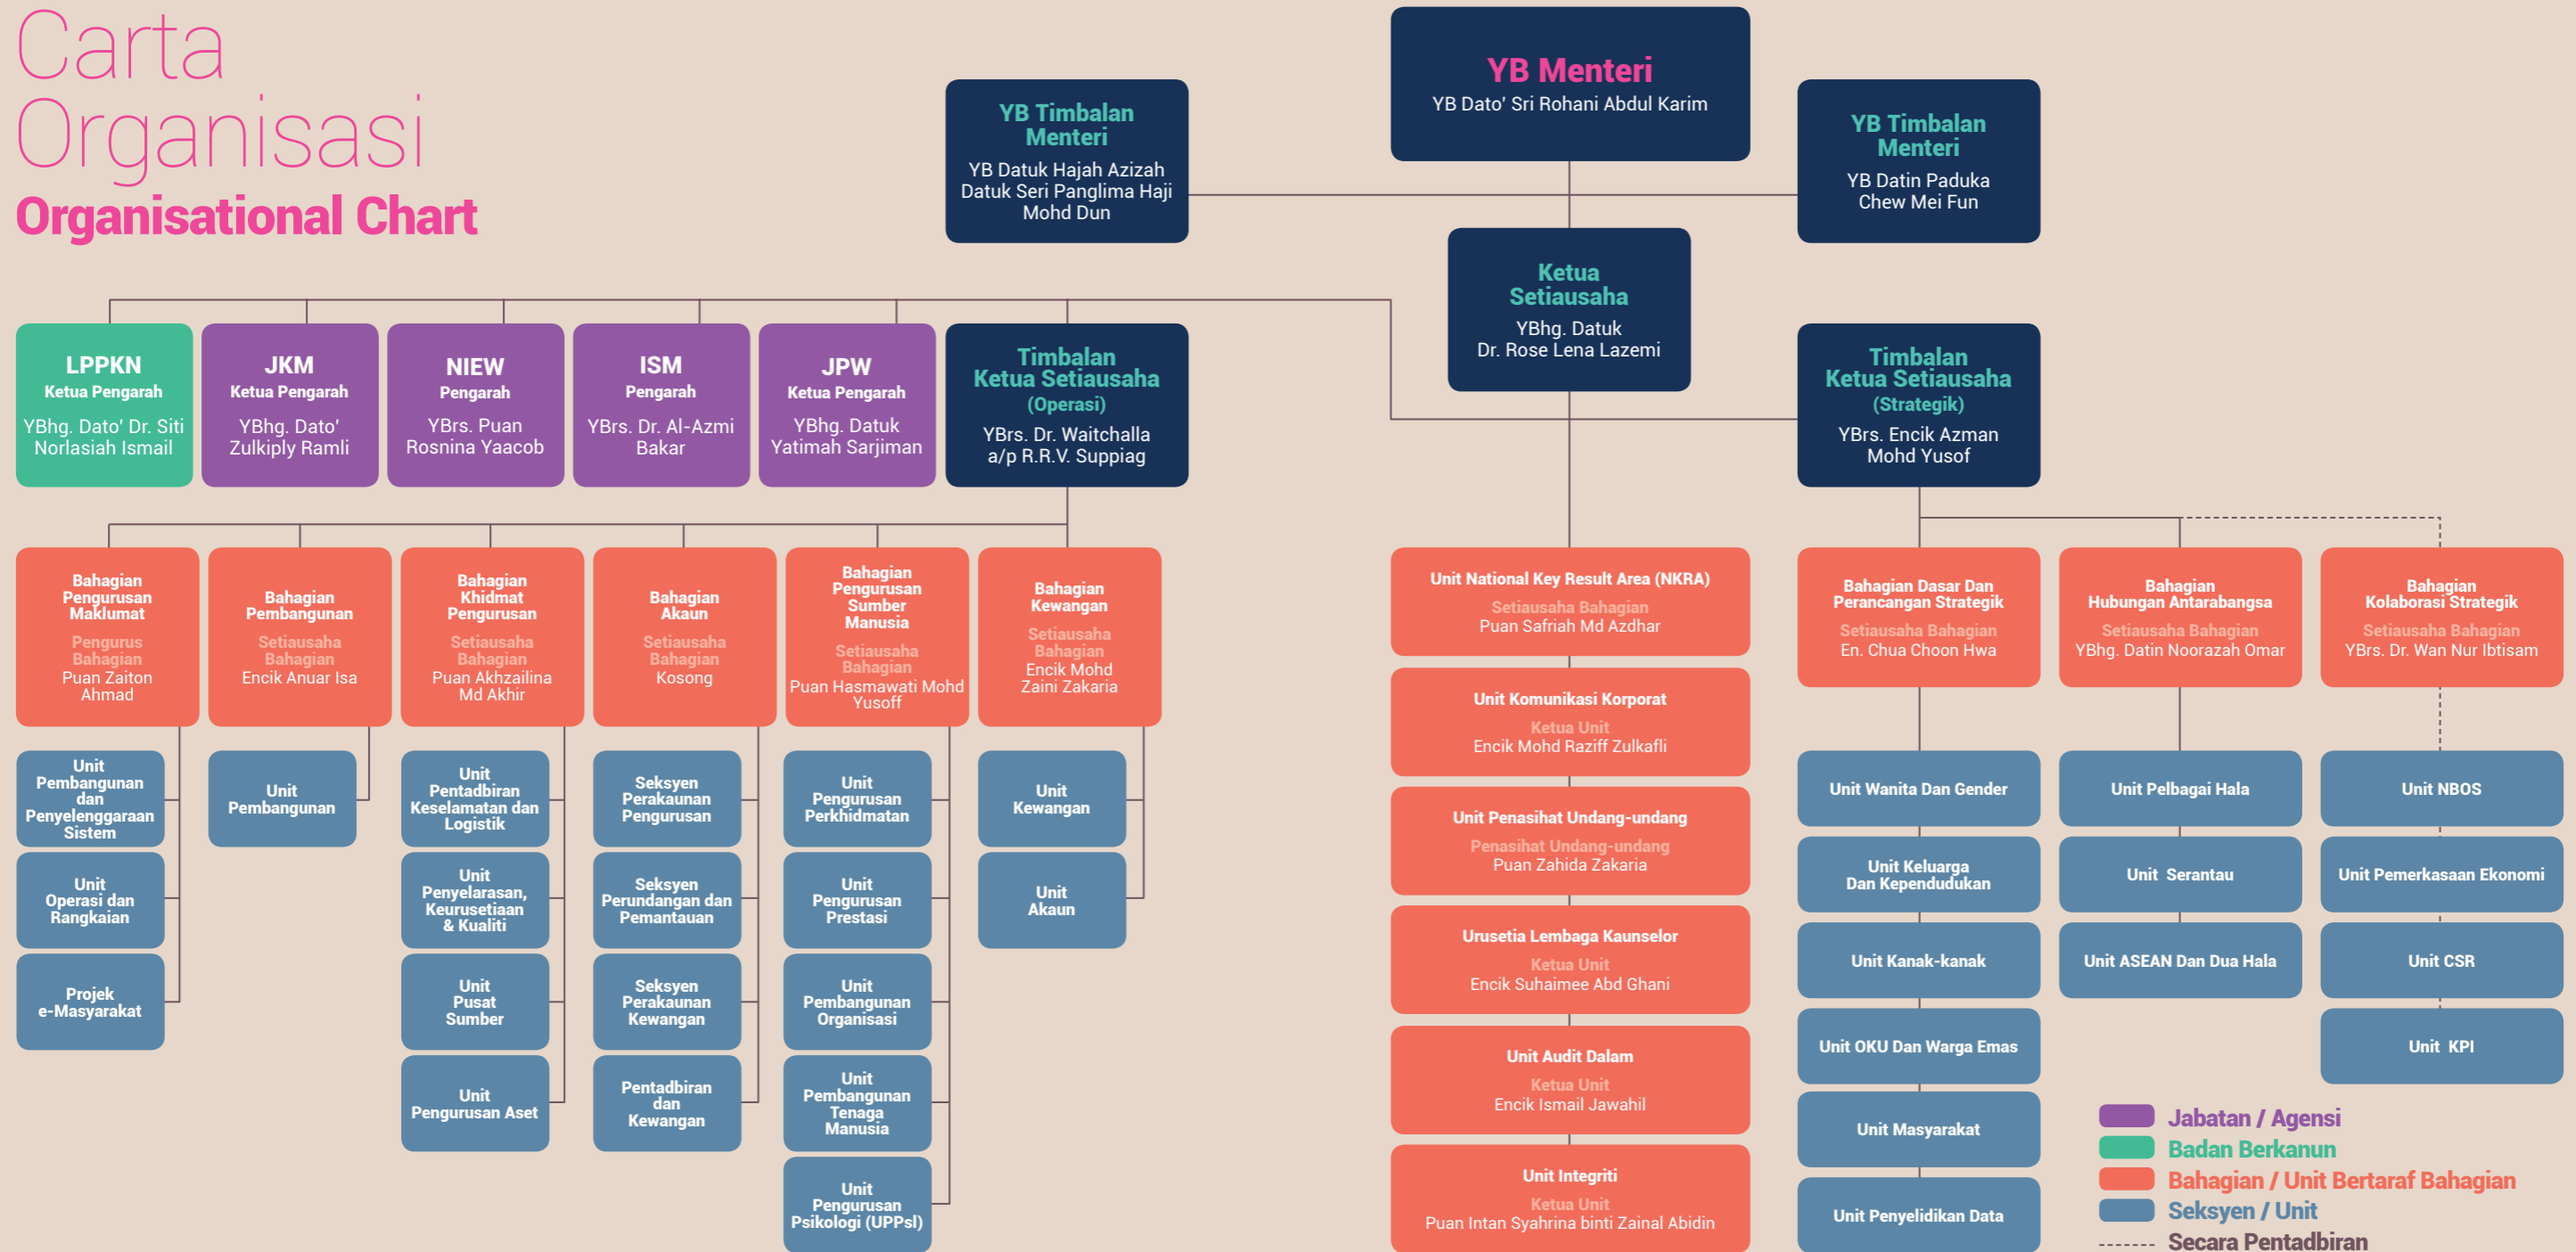 Carta
Organisasi
Organisational Chart
YB Menteri
YB Dato' Sri Rohani Abdul Karim
YB Timbalan
Menteri
YB Datuk Hajah Azizah
Datuk Seri Panglima Haji
Mohd Dun
YB Timbalan
Menteri
YB Datin Paduka
Chew Mei Fun
Ketua
Setiausaha
YBhg. Datuk
Dr. Rose Lena Lazemi
LPPKN
Ketua Pengarah
YBhg. Dato' Dr. Siti
Norlasiah Ismail
JKM
Ketua Pengarah
YBhg. Dato'
Zulkiply Ramli
NIEW
Pengarah
YBrs. Puan
Rosnina Yaacob
ISM
Pengarah
YBrs. Dr. Al-Azmi
Bakar
JPW
Ketua Pengarah
YBhg. Datuk
Yatimah Sarjiman
Timbalan
Ketua Setiausaha
(Operasi)
YBrs. Dr. Waitchalla
a/p R.R.V. Suppiag
Timbalan
Ketua Setiausaha
(Strategik)
YBrs. Encik Azman
Mohd Yusof
Bahagian
Pengurusan
Maklumat
Pengurus
Bahagian
Puan Zaiton
Ahmad
Unit
Pembangunan
dan
Penyelenggaraan
Sistem
Unit
Operasi dan
Rangkaian
Projek
e-Masyarakat
Bahagian
Pembangunan
Setiausaha
Bahagian
Encik Anuar Isa
Unit
Pembangunan
Bahagian
Khidmat
Pengurusan
Setiausaha
Bahagian
Puan Akhzailina
Md Akhir
Unit
Pentadbiran
Keselamatan dan
Logistik
Unit
Penyelarasan,
Keurusetiaan
& Kualiti
Unit
Pusat
Sumber
Unit
Pengurusan Aset
Bahagian
Akaun
Setiausaha
Bahagian
Kosong
Seksyen
Perakaunan
Pengurusan
Seksyen
Perundangan dan
Pemantauan
Seksyen
Perakaunan
Kewangan
Pentadbiran
dan
Kewangan
Bahagian
Pengurusan
Sumber
Manusia
Setiausaha
Bahagian
Puan Hasmawati Mohd
Yusoff
Unit
Pengurusan
Perkhidmatan
Unit
Pengurusan
Prestasi
Unit
Pembangunan
Organisasi
Unit
Pembangunan
Tenaga
Manusia
Unit
Pengurusan
Psikologi (UPPsl)
Bahagian
Kewangan
Setiausaha
Bahagian
Encik Mohd
Zaini Zakaria
Unit
Kewangan
Unit
Akaun
Unit National Key Result Area (NKRA)
Setiausaha Bahagian
Puan Safriah Md Azdhar
Unit Komunikasi Korporat
Ketua Unit
Encik Mohd Raziff Zulkafli
Unit Penasihat Undang-undang
Penasihat Undang-undang
Puan Zahida Zakaria
Urusetia Lembaga Kaunselor
Ketua Unit
Encik Suhaimee Abd Ghani
Unit Audit Dalam
Ketua Unit
Encik Ismail Jawahil
Unit Integriti
Ketua Unit
Puan Intan Syahrina binti Zainal Abidin
Bahagian Dasar Dan
Perancangan Strategik
Setiausaha Bahagian
En. Chua Choon Hwa
Unit Wanita Dan Gender
Unit Keluarga
Dan Kependudukan
Unit Kanak-kanak
Unit OKU Dan Warga Emas
Unit Masyarakat
Unit Penyelidikan Data
Bahagian
Hubungan Antarabangsa
Setiausaha Bahagian
YBhg. Datin Noorazah Omar
Unit Pelbagai Hala
Unit Serantau
Unit ASEAN Dan Dua Hala
Bahagian
Kolaborasi Strategik
Setiausaha Bahagian
YBrs. Dr. Wan Nur Ibtisam
Unit NBOS
Unit Pemerkasaan Ekonomi
Unit CSR
Unit KPI
Jabatan / Agensi
Badan Berkanun
Bahagian / Unit Bertaraf Bahagian
Seksyen / Unit
Secara Pentadbiran